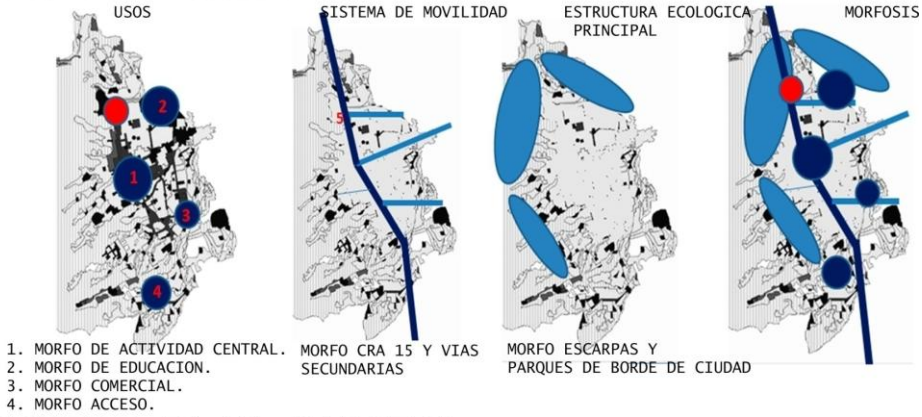 USOS
SISTEMA DE MOVILIDAD
ESTRUCTURA ECOLOGICA
PRINCIPAL
MORFOSIS
2
1
3
4
5
1. MORFO DE ACTIVIDAD CENTRAL.
2. MORFO DE EDUCACION.
3. MORFO COMERCIAL.
4. MORFO ACCESO.
MORFO CRA 15 Y VIAS
SECUNDARIAS
MORFO ESCARPAS Y
PARQUES DE BORDE DE CIUDAD